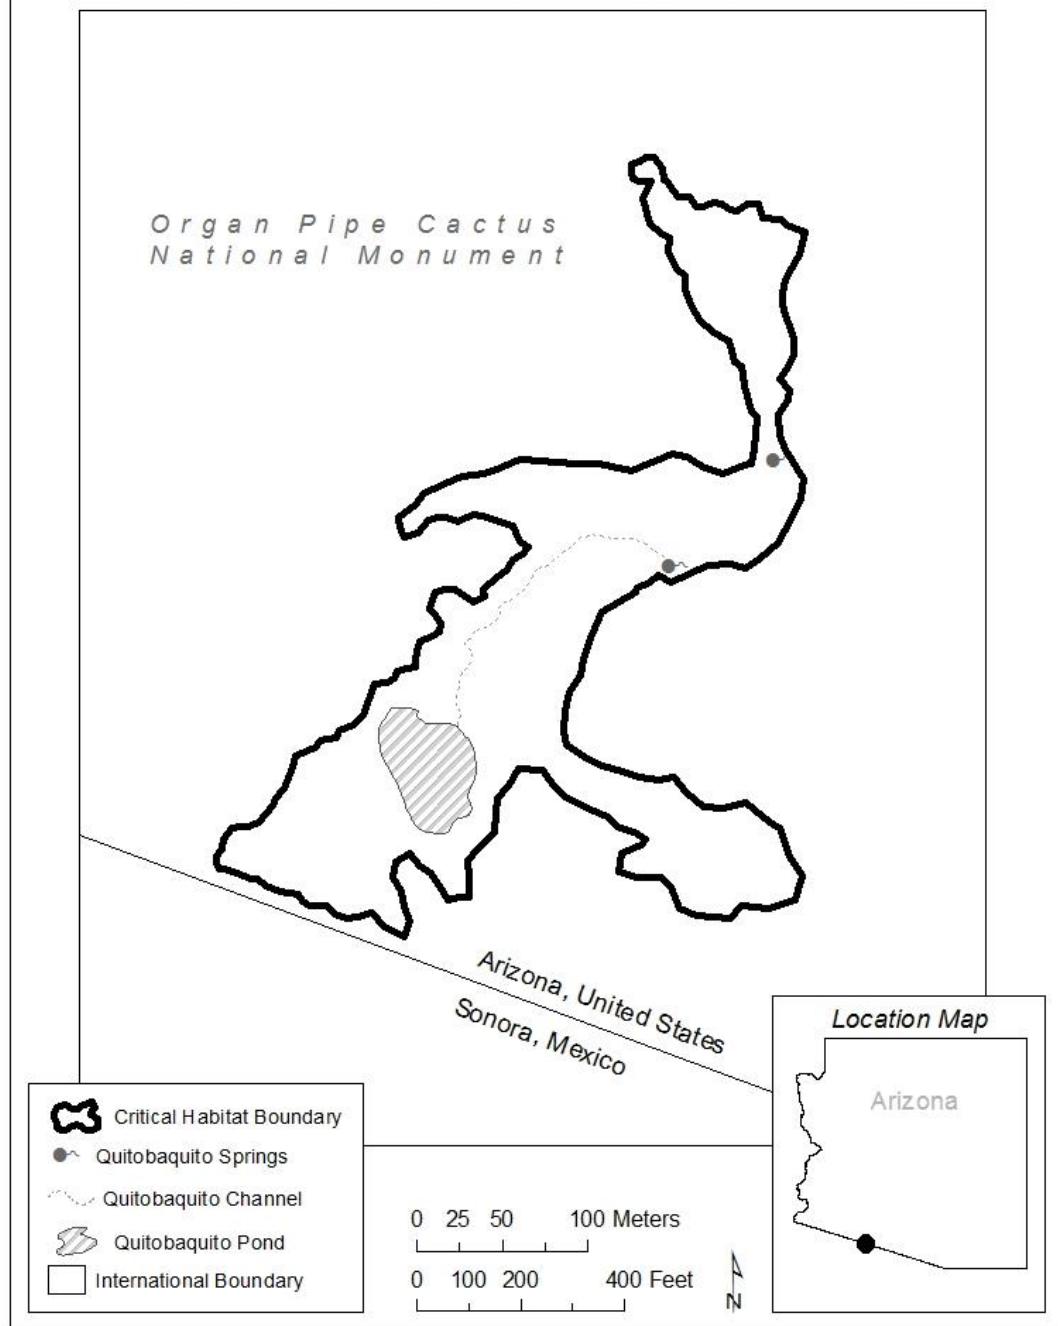 Organ Pipe Cactus
National Monument
Arizona, United States
Sonora, Mexico
Location Map
Arizona
Critical Habitat Boundary
Quitobaquito Springs
Quitobaquito Channel
Quitobaquito Pond
International Boundary
0 25 50 100 Meters
0 100 200 400 Feet
N